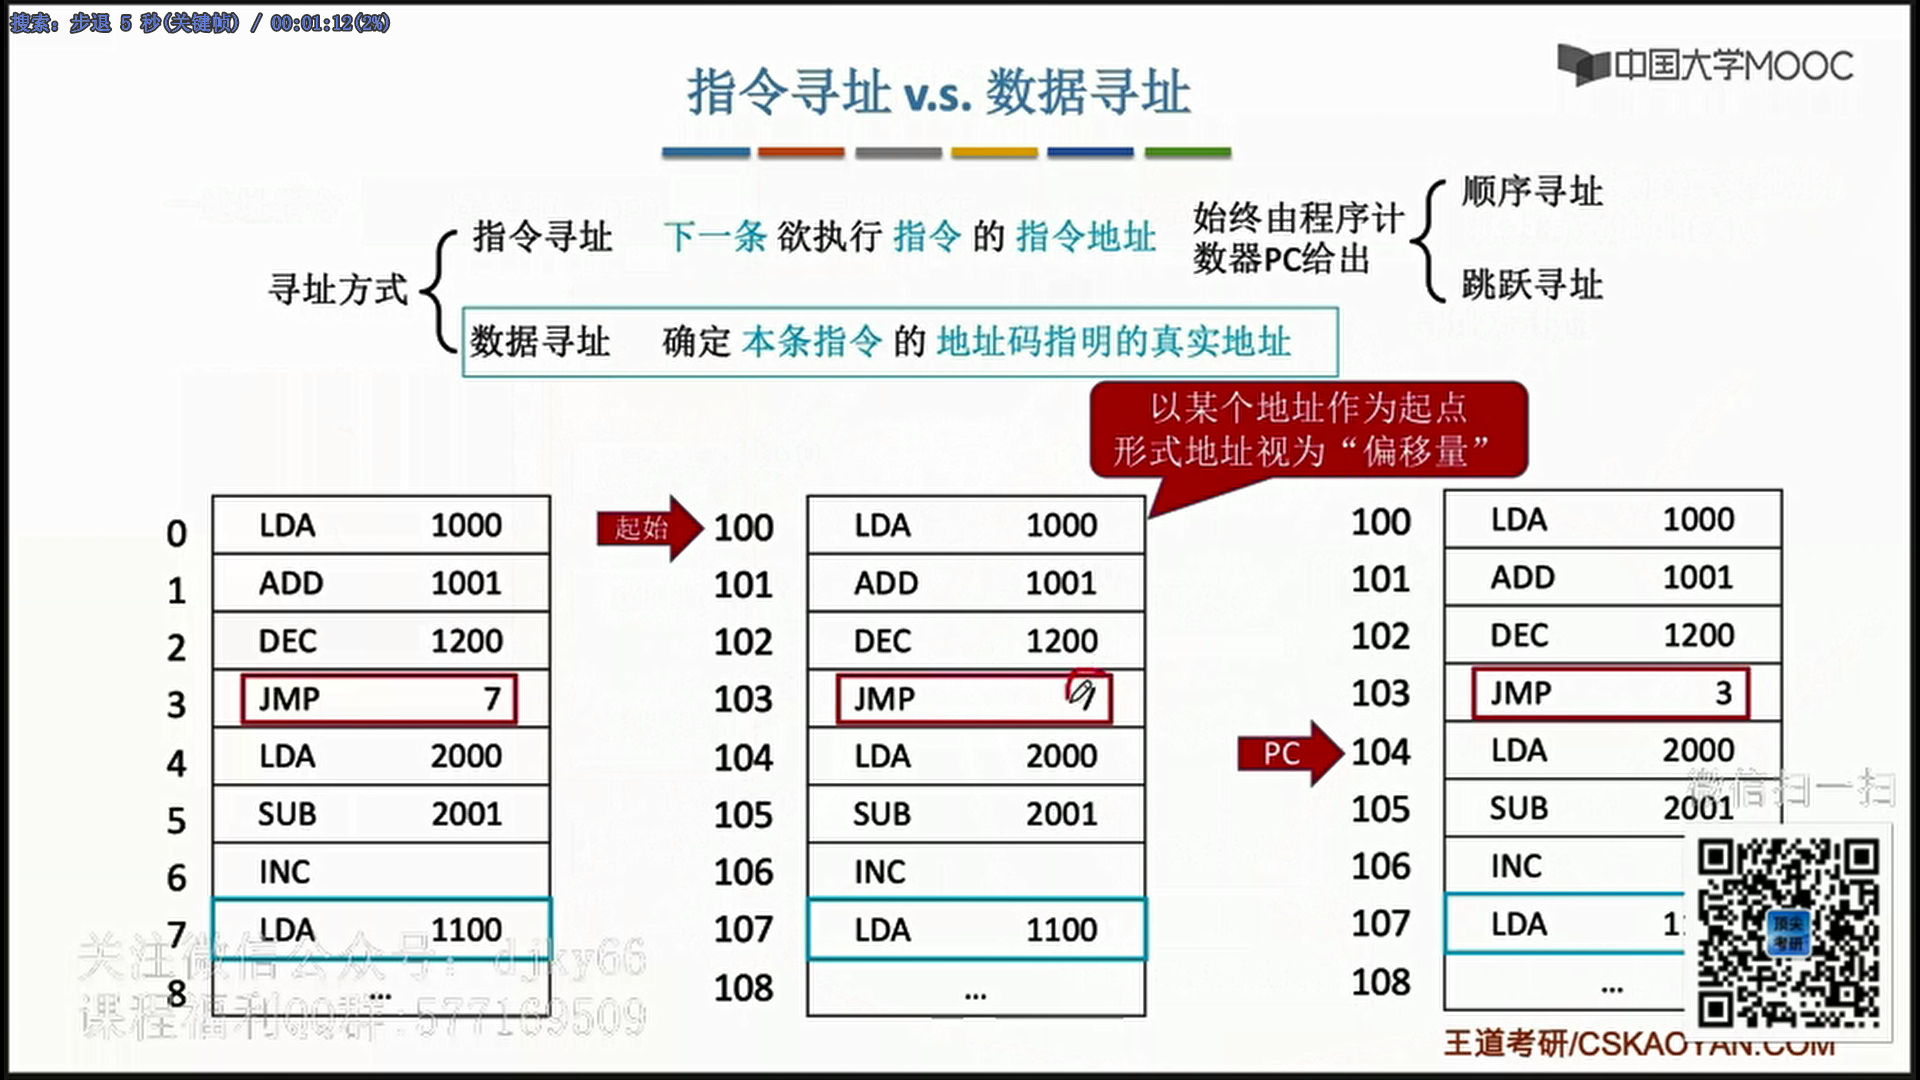 搜索: 步退 5 秒(关键帧) / 00:01:12(2%)
中国大学MOOC
指令寻址 v.s. 数据寻址
寻址方式
指令寻址 下一条 欲执行 指令 的 指令地址
始终由程序计
数器PC给出
顺序寻址
跳跃寻址
数据寻址 确定 本条指令 的 地址码指明的真实地址
以某个地址作为起点
形式地址视为“偏移量”
0 LDA 1000
1 ADD 1001
2 DEC 1200
3 JMP 7
4 LDA 2000
5 SUB 2001
6 INC
7 LDA 1100
8 ...
起始
100 LDA 1000
101 ADD 1001
102 DEC 1200
103 JMP
104 LDA 2000
105 SUB 2001
106 INC
107 LDA 1100
108 ...
PC
100 LDA 1000
101 ADD 1001
102 DEC 1200
103 JMP 3
104 LDA 2000
105 SUB 2001
106 INC
107 LDA
108 ...
微信扫一扫
顶尖
考研
关注微信公众号: djky66
课程福利QQ群:577169509
王道考研/CSKAOYAN.COM